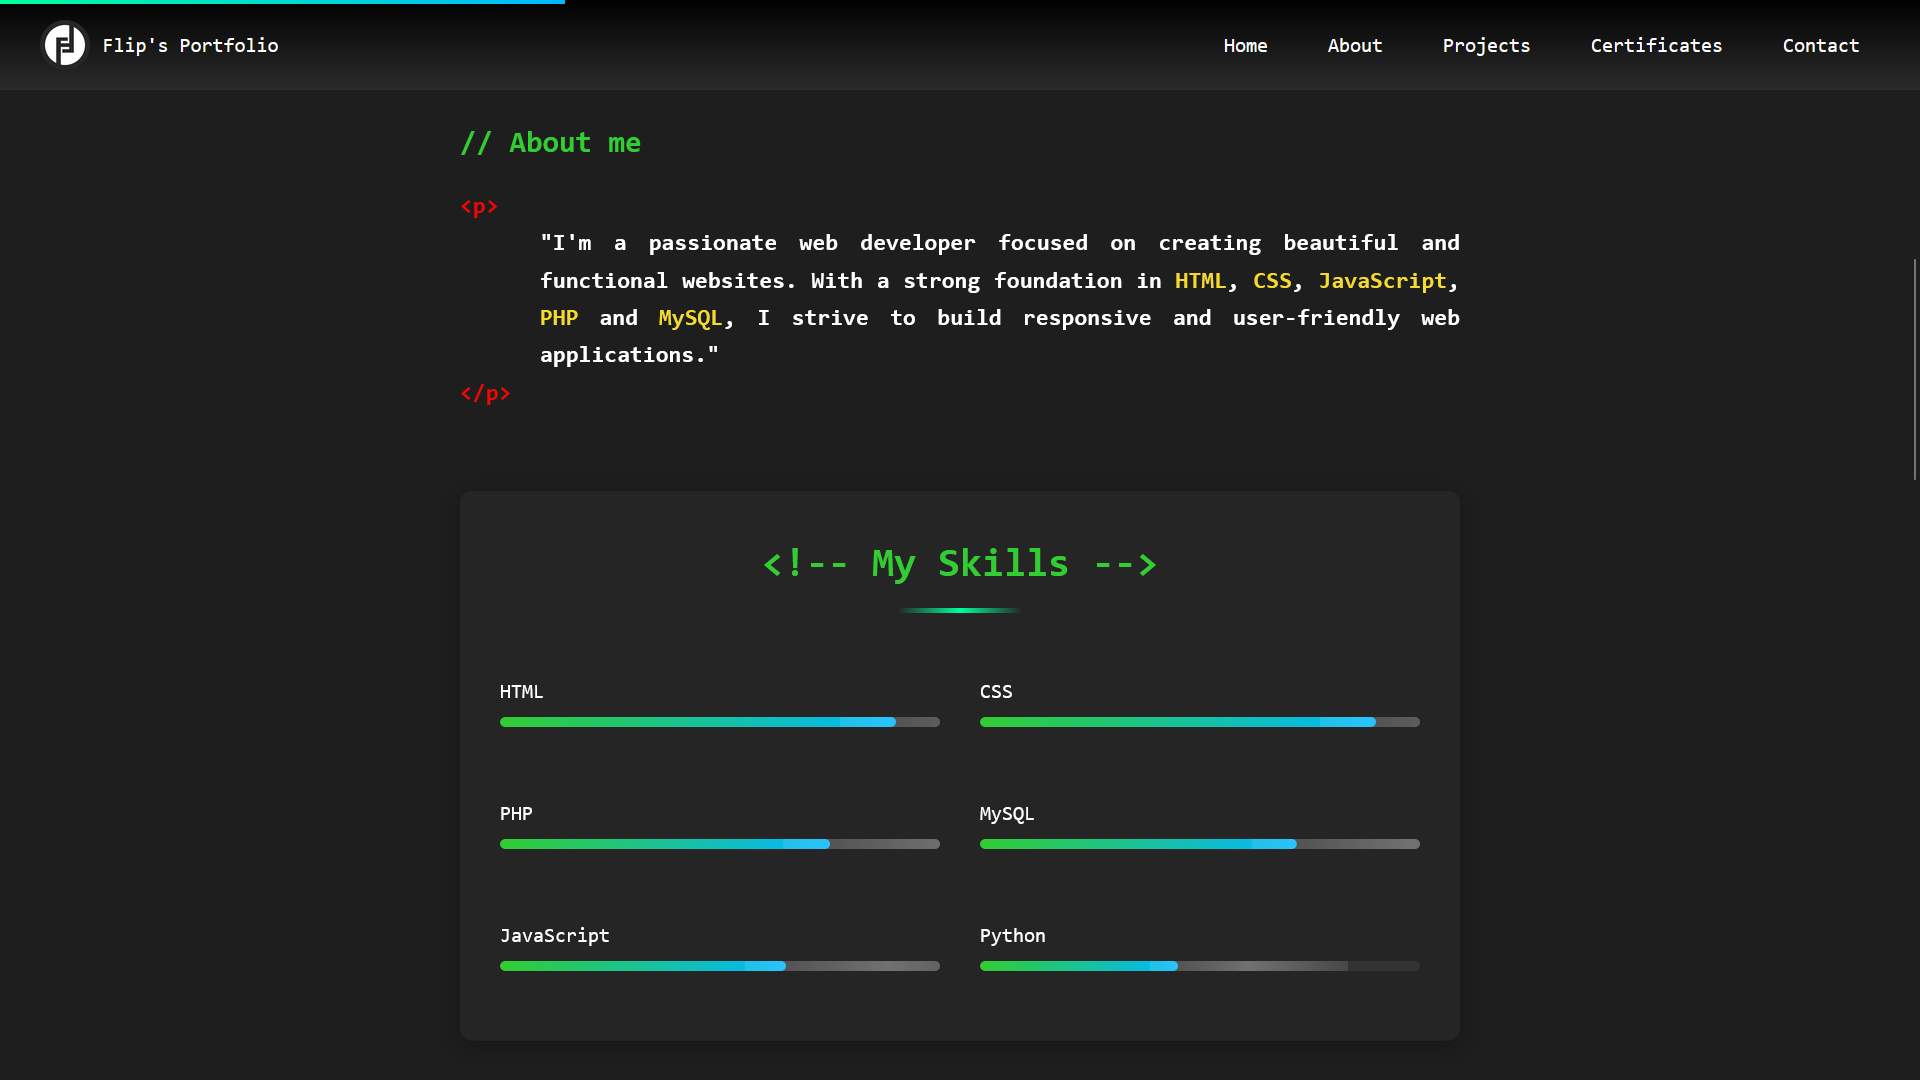 Flip's Portfolio
Home
About
Projects
Certificates
Contact
// About me
<p>
"I'm a passionate web developer focused on creating beautiful and
functional websites. With a strong foundation in HTML, CSS, JavaScript,
PHP and MySQL, I strive to build responsive and user-friendly web
applications."
</p>
<!-- My Skills -->
HTML
CSS
PHP
MySQL
JavaScript
Python